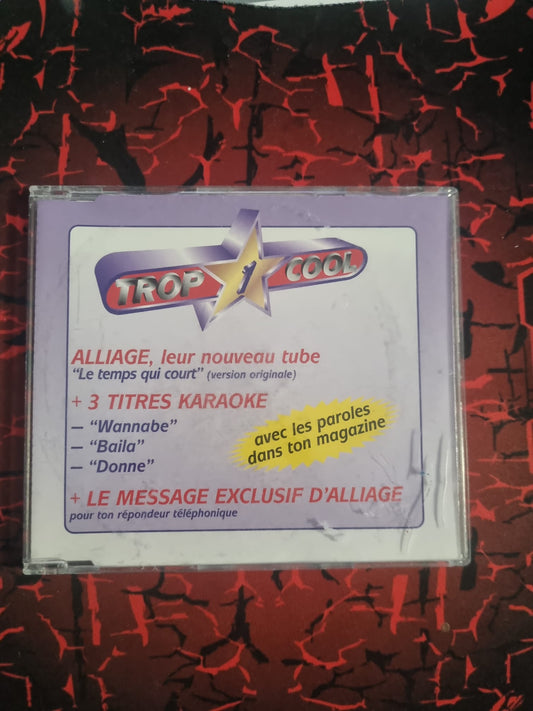 TROP COOL
ALLIAGE, leur nouveau tube
"Le temps qui court" (version originale)
+ 3 TITRES KARAOKE
– "Wannabe"
– "Baila"
– "Donne"
avec les paroles
dans ton magazine
+ LE MESSAGE EXCLUSIF D'ALLIAGE
pour ton répondeur téléphonique